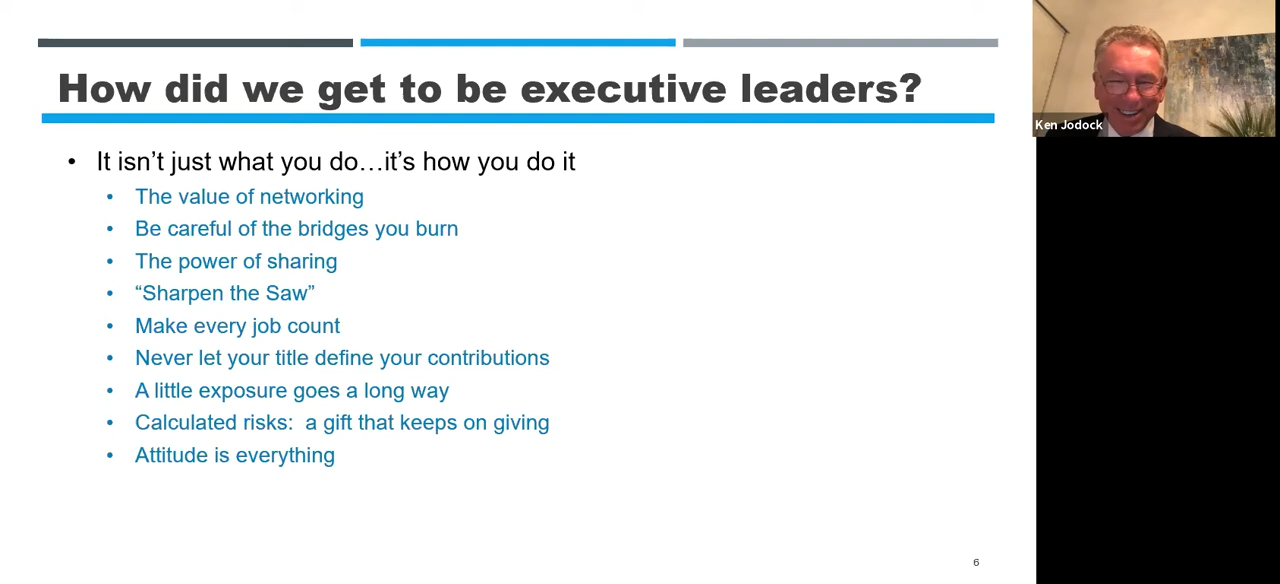 How did we get to be executive leaders?
• It isn’t just what you do…it’s how you do it
• The value of networking
• Be careful of the bridges you burn
• The power of sharing
• “Sharpen the Saw”
• Make every job count
• Never let your title define your contributions
• A little exposure goes a long way
• Calculated risks:  a gift that keeps on giving
• Attitude is everything
6
Ken Jodock